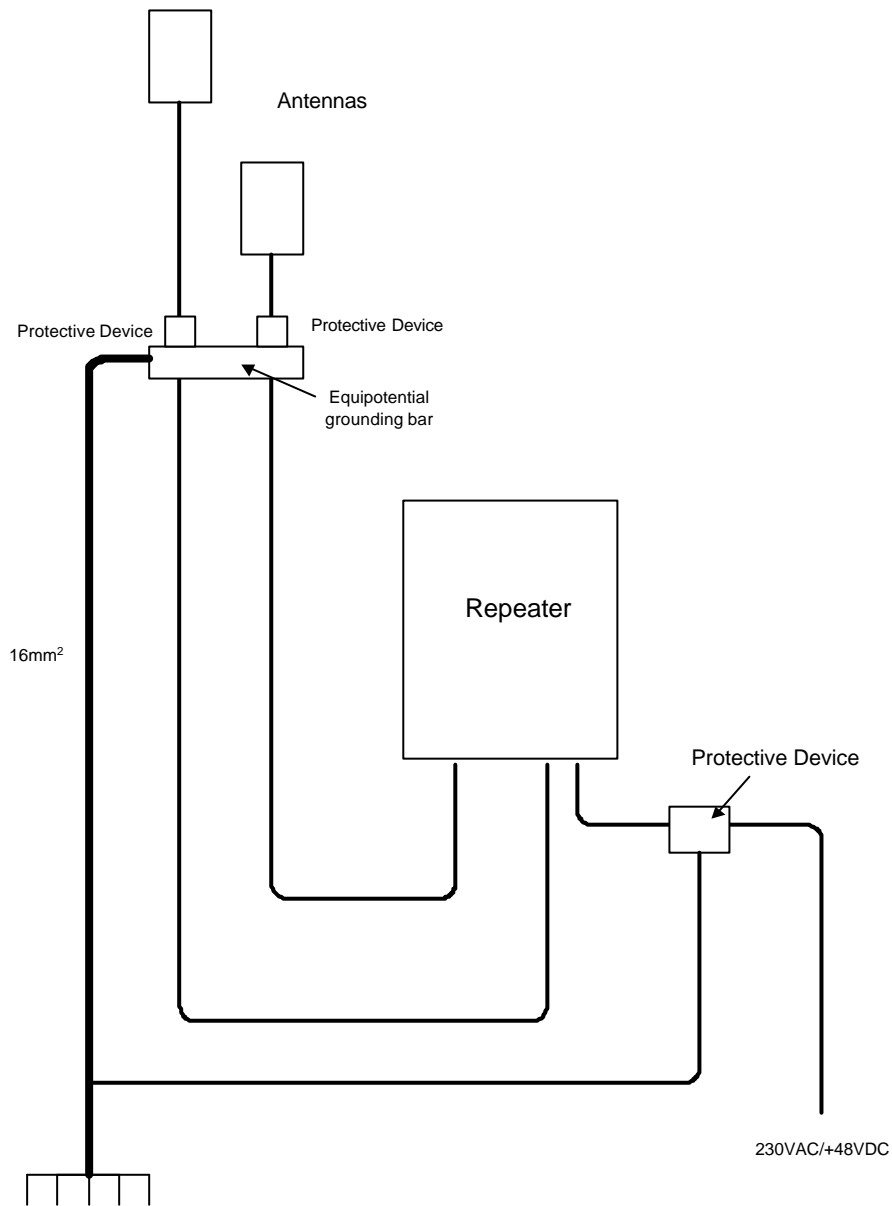 Antennas
Protective Device
Protective Device
Equipotential
grounding bar
Repeater
16mm²
Protective Device
230VAC/+48VDC